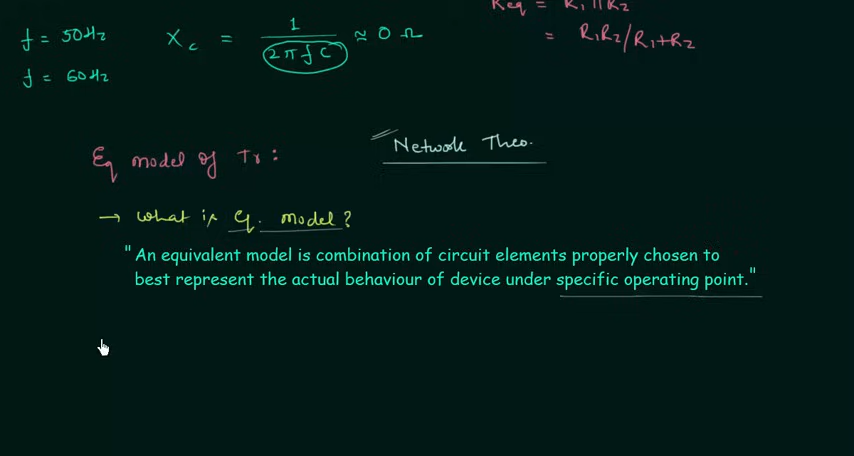 Req = R1 || R2
f = 50Hz
Xc = 1 / 2πfC ≈ 0 Ω
= R1R2/R1+R2
f = 60Hz
Network Theo.
Eq model of Tr :
→ What is Eq. model?
" An equivalent model is combination of circuit elements properly chosen to
best represent the actual behaviour of device under specific operating point."